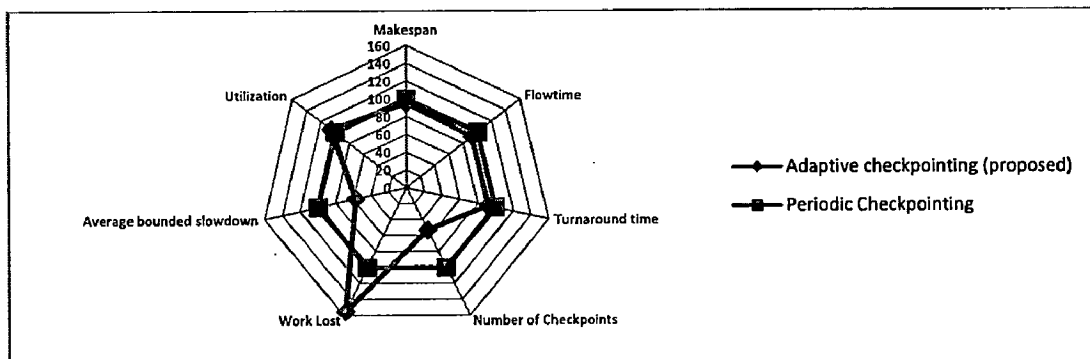 Makespan
160
140
120
100
80
60
40
20
0
Utilization
Flowtime
Average bounded slowdown
Turnaround time
Work Lost
Number of Checkpoints
Adaptive checkpointing (proposed)
Periodic Checkpointing